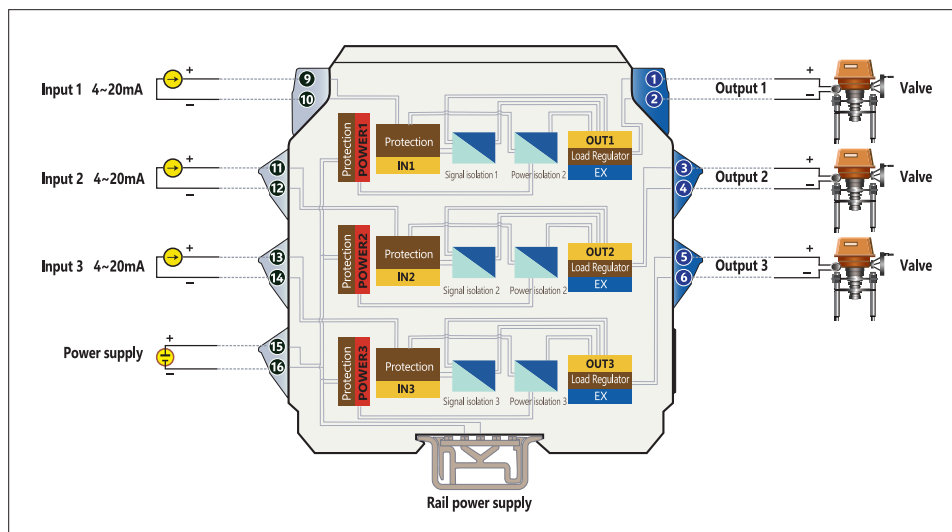 Input 1 4~20mA
+
−
9
10
1
2
Output 1
+
−
Valve
Protection
POWER1
Protection
IN1
Signal isolation 1
Power isolation 2
OUT1
Load Regulator
EX
Input 2 4~20mA
+
−
11
12
3
4
Output 2
+
−
Valve
Protection
POWER2
Protection
IN2
Signal isolation 2
Power isolation 2
OUT2
Load Regulator
EX
Input 3 4~20mA
+
−
13
14
5
6
Output 3
+
−
Valve
Power supply
+
−
15
16
Protection
POWER3
Protection
IN3
Signal isolation 3
Power isolation 3
OUT3
Load Regulator
EX
Rail power supply